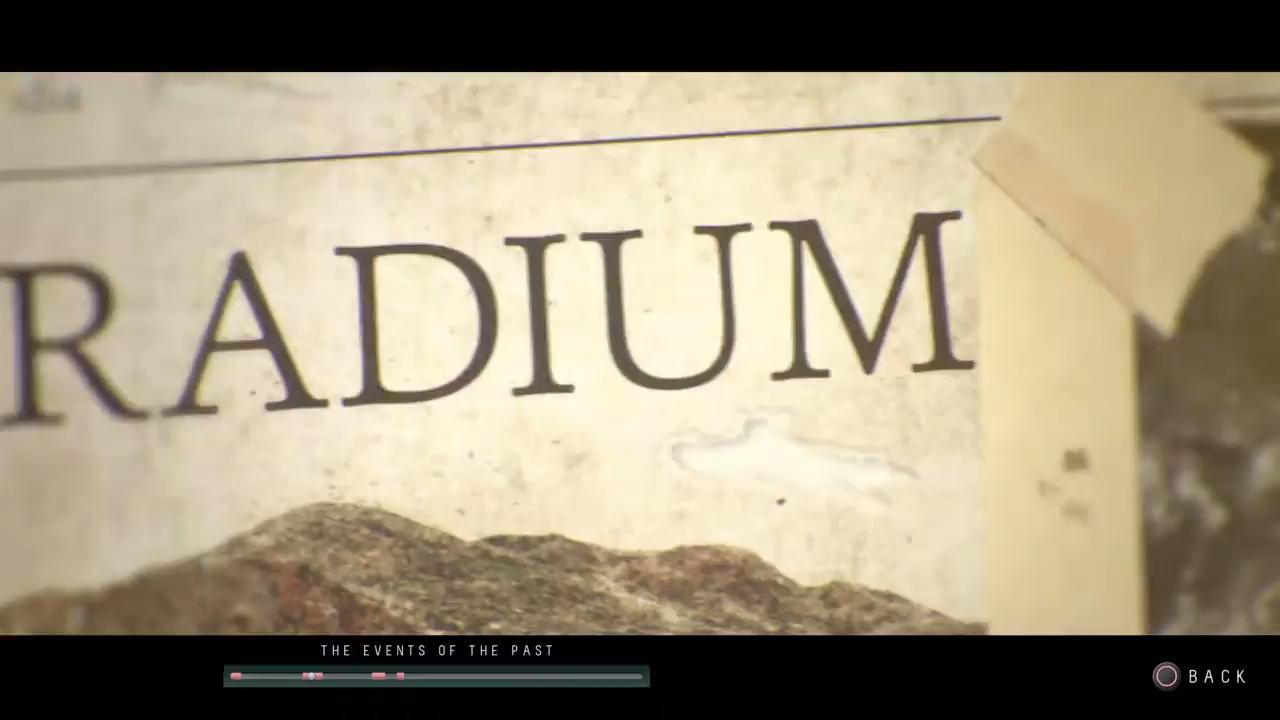 RADIUM
THE EVENTS OF THE PAST
BACK